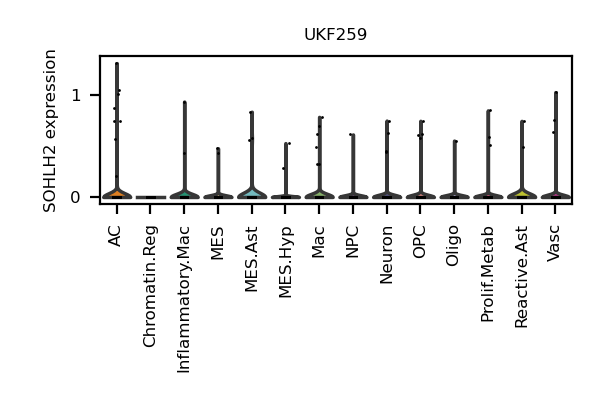 UKF259
SOHLH2 expression
1
0
AC
Chromatin.Reg
Inflammatory.Mac
MES
MES.Ast
MES.Hyp
Mac
NPC
Neuron
OPC
Oligo
Prolif.Metab
Reactive.Ast
Vasc